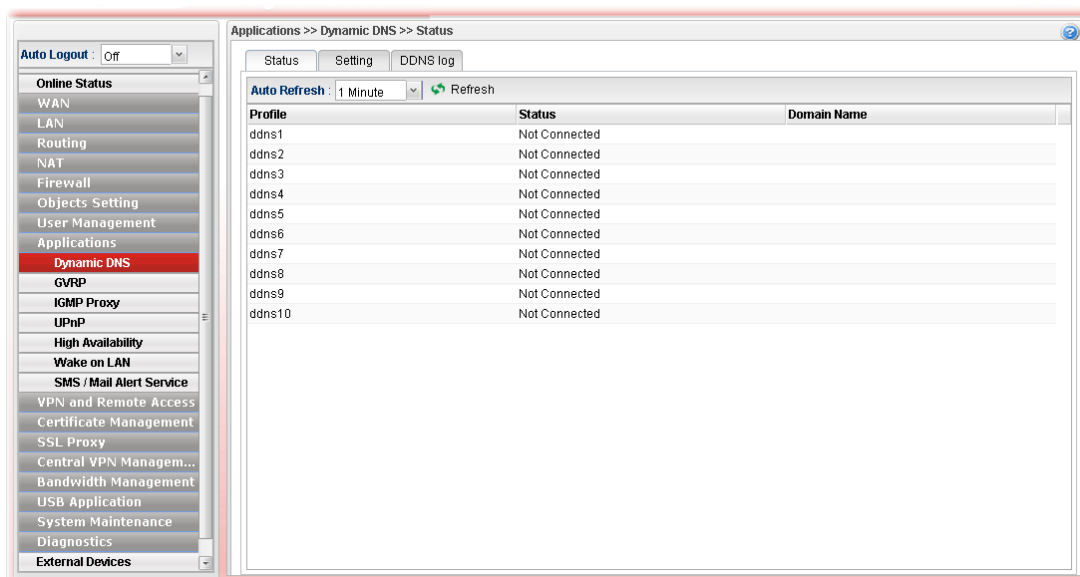 Applications >> Dynamic DNS >> Status
Auto Logout : Off
Online Status
WAN
LAN
Routing
NAT
Firewall
Objects Setting
User Management
Applications
Dynamic DNS
GVRP
IGMP Proxy
UPnP
High Availability
Wake on LAN
SMS / Mail Alert Service
VPN and Remote Access
Certificate Management
SSL Proxy
Central VPN Managem...
Bandwidth Management
USB Application
System Maintenance
Diagnostics
External Devices
Status Setting DDNS log
Auto Refresh : 1 Minute Refresh
Profile Status Domain Name
ddns1 Not Connected
ddns2 Not Connected
ddns3 Not Connected
ddns4 Not Connected
ddns5 Not Connected
ddns6 Not Connected
ddns7 Not Connected
ddns8 Not Connected
ddns9 Not Connected
ddns10 Not Connected